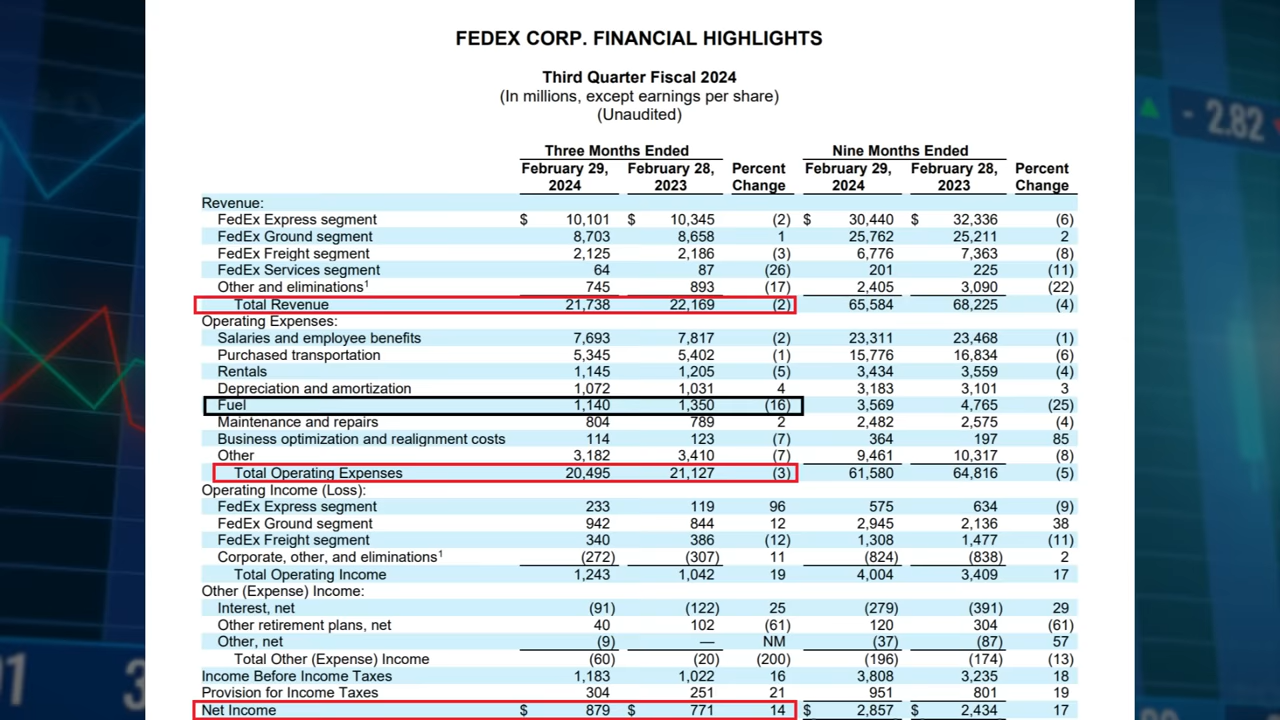 FEDEX CORP. FINANCIAL HIGHLIGHTS
Third Quarter Fiscal 2024
(In millions, except earnings per share)
(Unaudited)
Three Months Ended Nine Months Ended
February 29, February 28, Percent February 29, February 28, Percent
2024 2023 Change 2024 2023 Change
Revenue:
FedEx Express segment $ 10,101 $ 10,345 (2) $ 30,440 $ 32,336 (6)
FedEx Ground segment 8,703 8,658 1 25,762 25,211 2
FedEx Freight segment 2,125 2,186 (3) 6,776 7,363 (8)
FedEx Services segment 64 87 (26) 201 225 (11)
Other and eliminations¹ 745 893 (17) 2,405 3,090 (22)
Total Revenue 21,738 22,169 (2) 65,584 68,225 (4)
Operating Expenses:
Salaries and employee benefits 7,693 7,817 (2) 23,311 23,468 (1)
Purchased transportation 5,345 5,402 (1) 15,776 16,834 (6)
Rentals 1,145 1,205 (5) 3,434 3,559 (4)
Depreciation and amortization 1,072 1,031 4 3,183 3,101 3
Fuel 1,140 1,350 (16) 3,569 4,765 (25)
Maintenance and repairs 804 789 2 2,482 2,575 (4)
Business optimization and realignment costs 114 123 (7) 364 197 85
Other 3,182 3,410 (7) 9,461 10,317 (8)
Total Operating Expenses 20,495 21,127 (3) 61,580 64,816 (5)
Operating Income (Loss):
FedEx Express segment 233 119 96 575 634 (9)
FedEx Ground segment 942 844 12 2,945 2,136 38
FedEx Freight segment 340 386 (12) 1,308 1,477 (11)
Corporate, other, and eliminations¹ (272) (307) 11 (824) (838) 2
Total Operating Income 1,243 1,042 19 4,004 3,409 17
Other (Expense) Income:
Interest, net (91) (122) 25 (279) (391) 29
Other retirement plans, net 40 102 (61) 120 304 (61)
Other, net (9) — NM (37) (87) 57
Total Other (Expense) Income (60) (20) (200) (196) (174) (13)
Income Before Income Taxes 1,183 1,022 16 3,808 3,235 18
Provision for Income Taxes 304 251 21 951 801 19
Net Income $ 879 $ 771 14 $ 2,857 $ 2,434 17
- 2.82